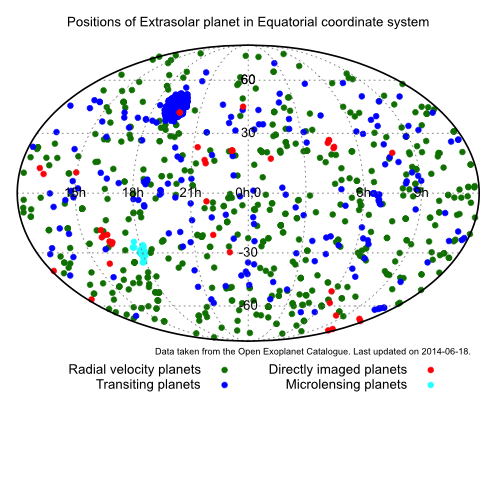 Positions of Extrasolar planet in Equatorial coordinate system
60
30
15h 18h 21h 0h 0 3h
-30
-60
Data taken from the Open Exoplanet Catalogue. Last updated on 2014-06-18.
Radial velocity planets Directly imaged planets
Transiting planets Microlensing planets